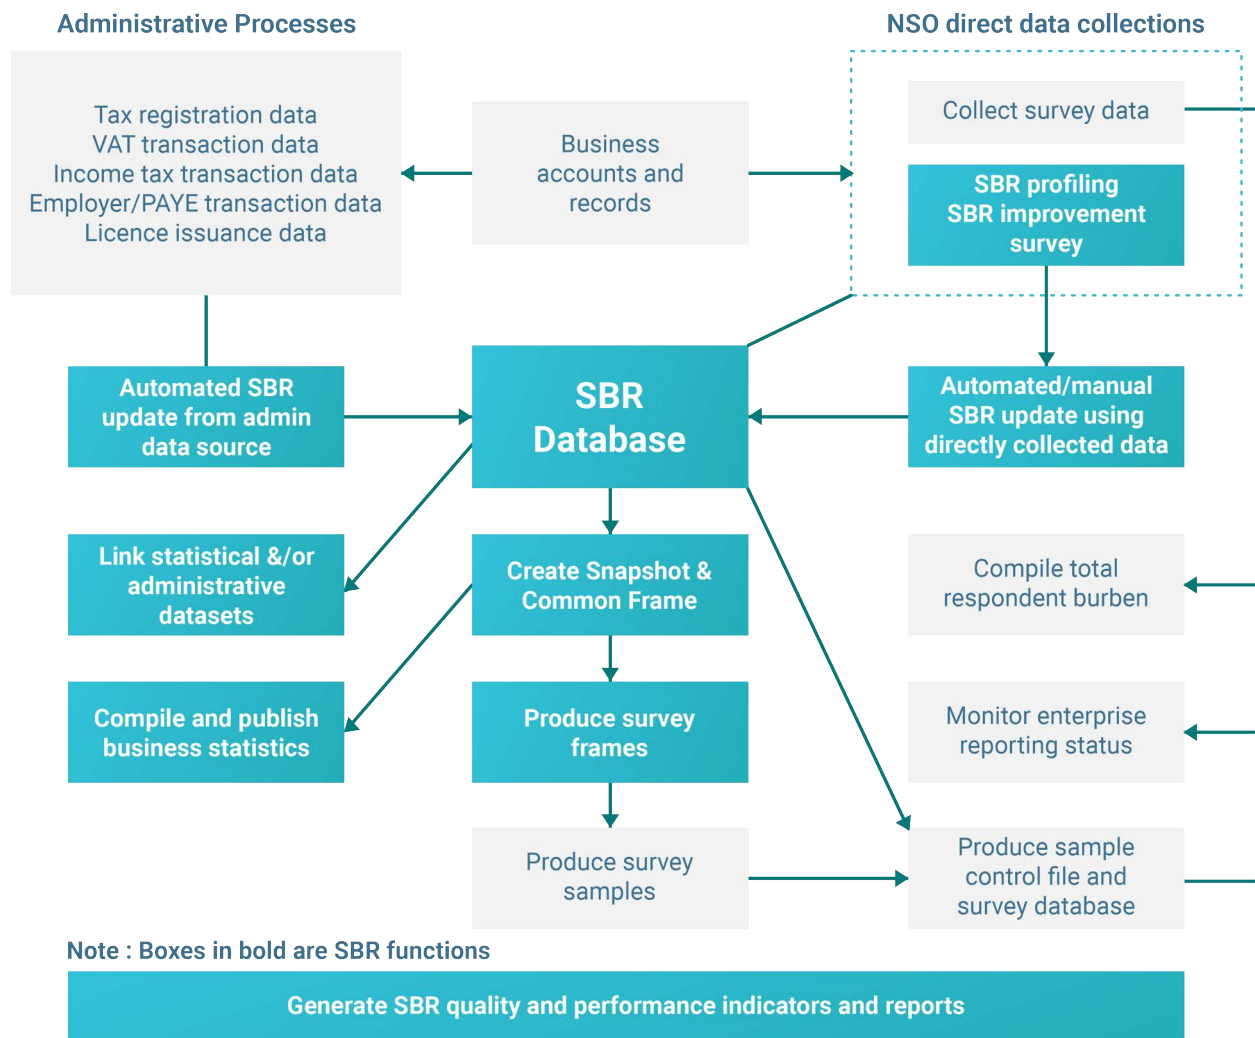 Administrative Processes
NSO direct data collections
Tax registration data
VAT transaction data
Income tax transaction data
Employer/PAYE transaction data
Licence issuance data
Business
accounts and
records
Collect survey data
SBR profiling
SBR improvement
survey
Automated SBR
update from admin
data source
SBR
Database
Automated/manual
SBR update using
directly collected data
Link statistical &/or
administrative
datasets
Create Snapshot &
Common Frame
Compile total
respondent burben
Compile and publish
business statistics
Produce survey
frames
Monitor enterprise
reporting status
Produce survey
samples
Produce sample
control file and
survey database
Note : Boxes in bold are SBR functions
Generate SBR quality and performance indicators and reports